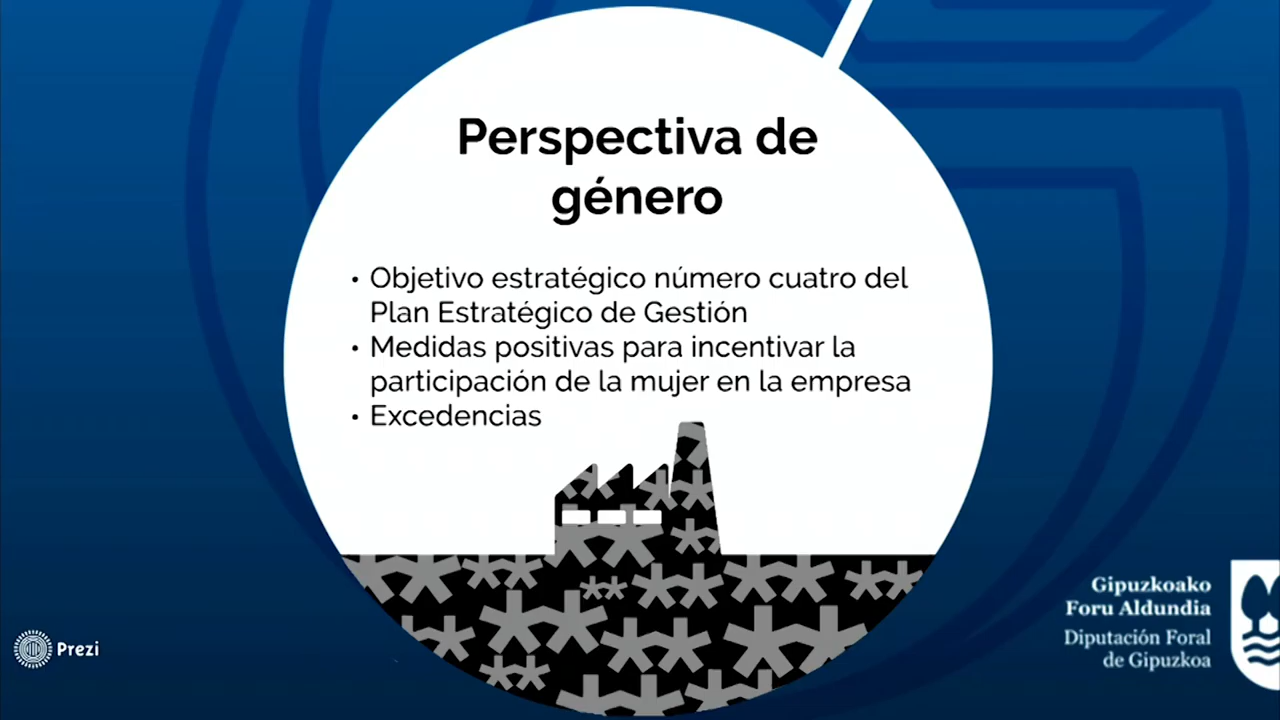 Perspectiva de
género
• Objetivo estratégico número cuatro del
Plan Estratégico de Gestión
• Medidas positivas para incentivar la
participación de la mujer en la empresa
• Excedencias
Gipuzkoako
Foru Aldundia
Diputación Foral
de Gipuzkoa
Prezi